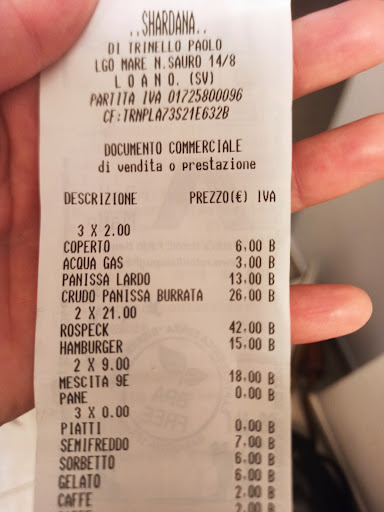 ..SHARDANA..
DI TRINELLO PAOLO
LGO MARE N.SAURO 14/8
LOANO. (SV)
PARTITA IVA 01725800096
CF:TRNPLA73S21E632B
DOCUMENTO COMMERCIALE
di vendita o prestazione
DESCRIZIONE PREZZO(€) IVA
3 X 2.00
COPERTO 6.00 B
ACQUA GAS 3.00 B
PANISSA LARDO 13.00 B
CRUDO PANISSA BURRATA 26.00 B
2 X 21.00
ROSPECK 42.00 B
HAMBURGER 15.00 B
2 X 9.00
MESCITA 9E 18.00 B
PANE 0.00 B
3 X 0.00
PIATTI 0.00 B
SEMIFREDDO 7.00 B
SORBETTO 6.00 B
GELATO 6.00 B
CAFFE 2.00 B
2.00 B